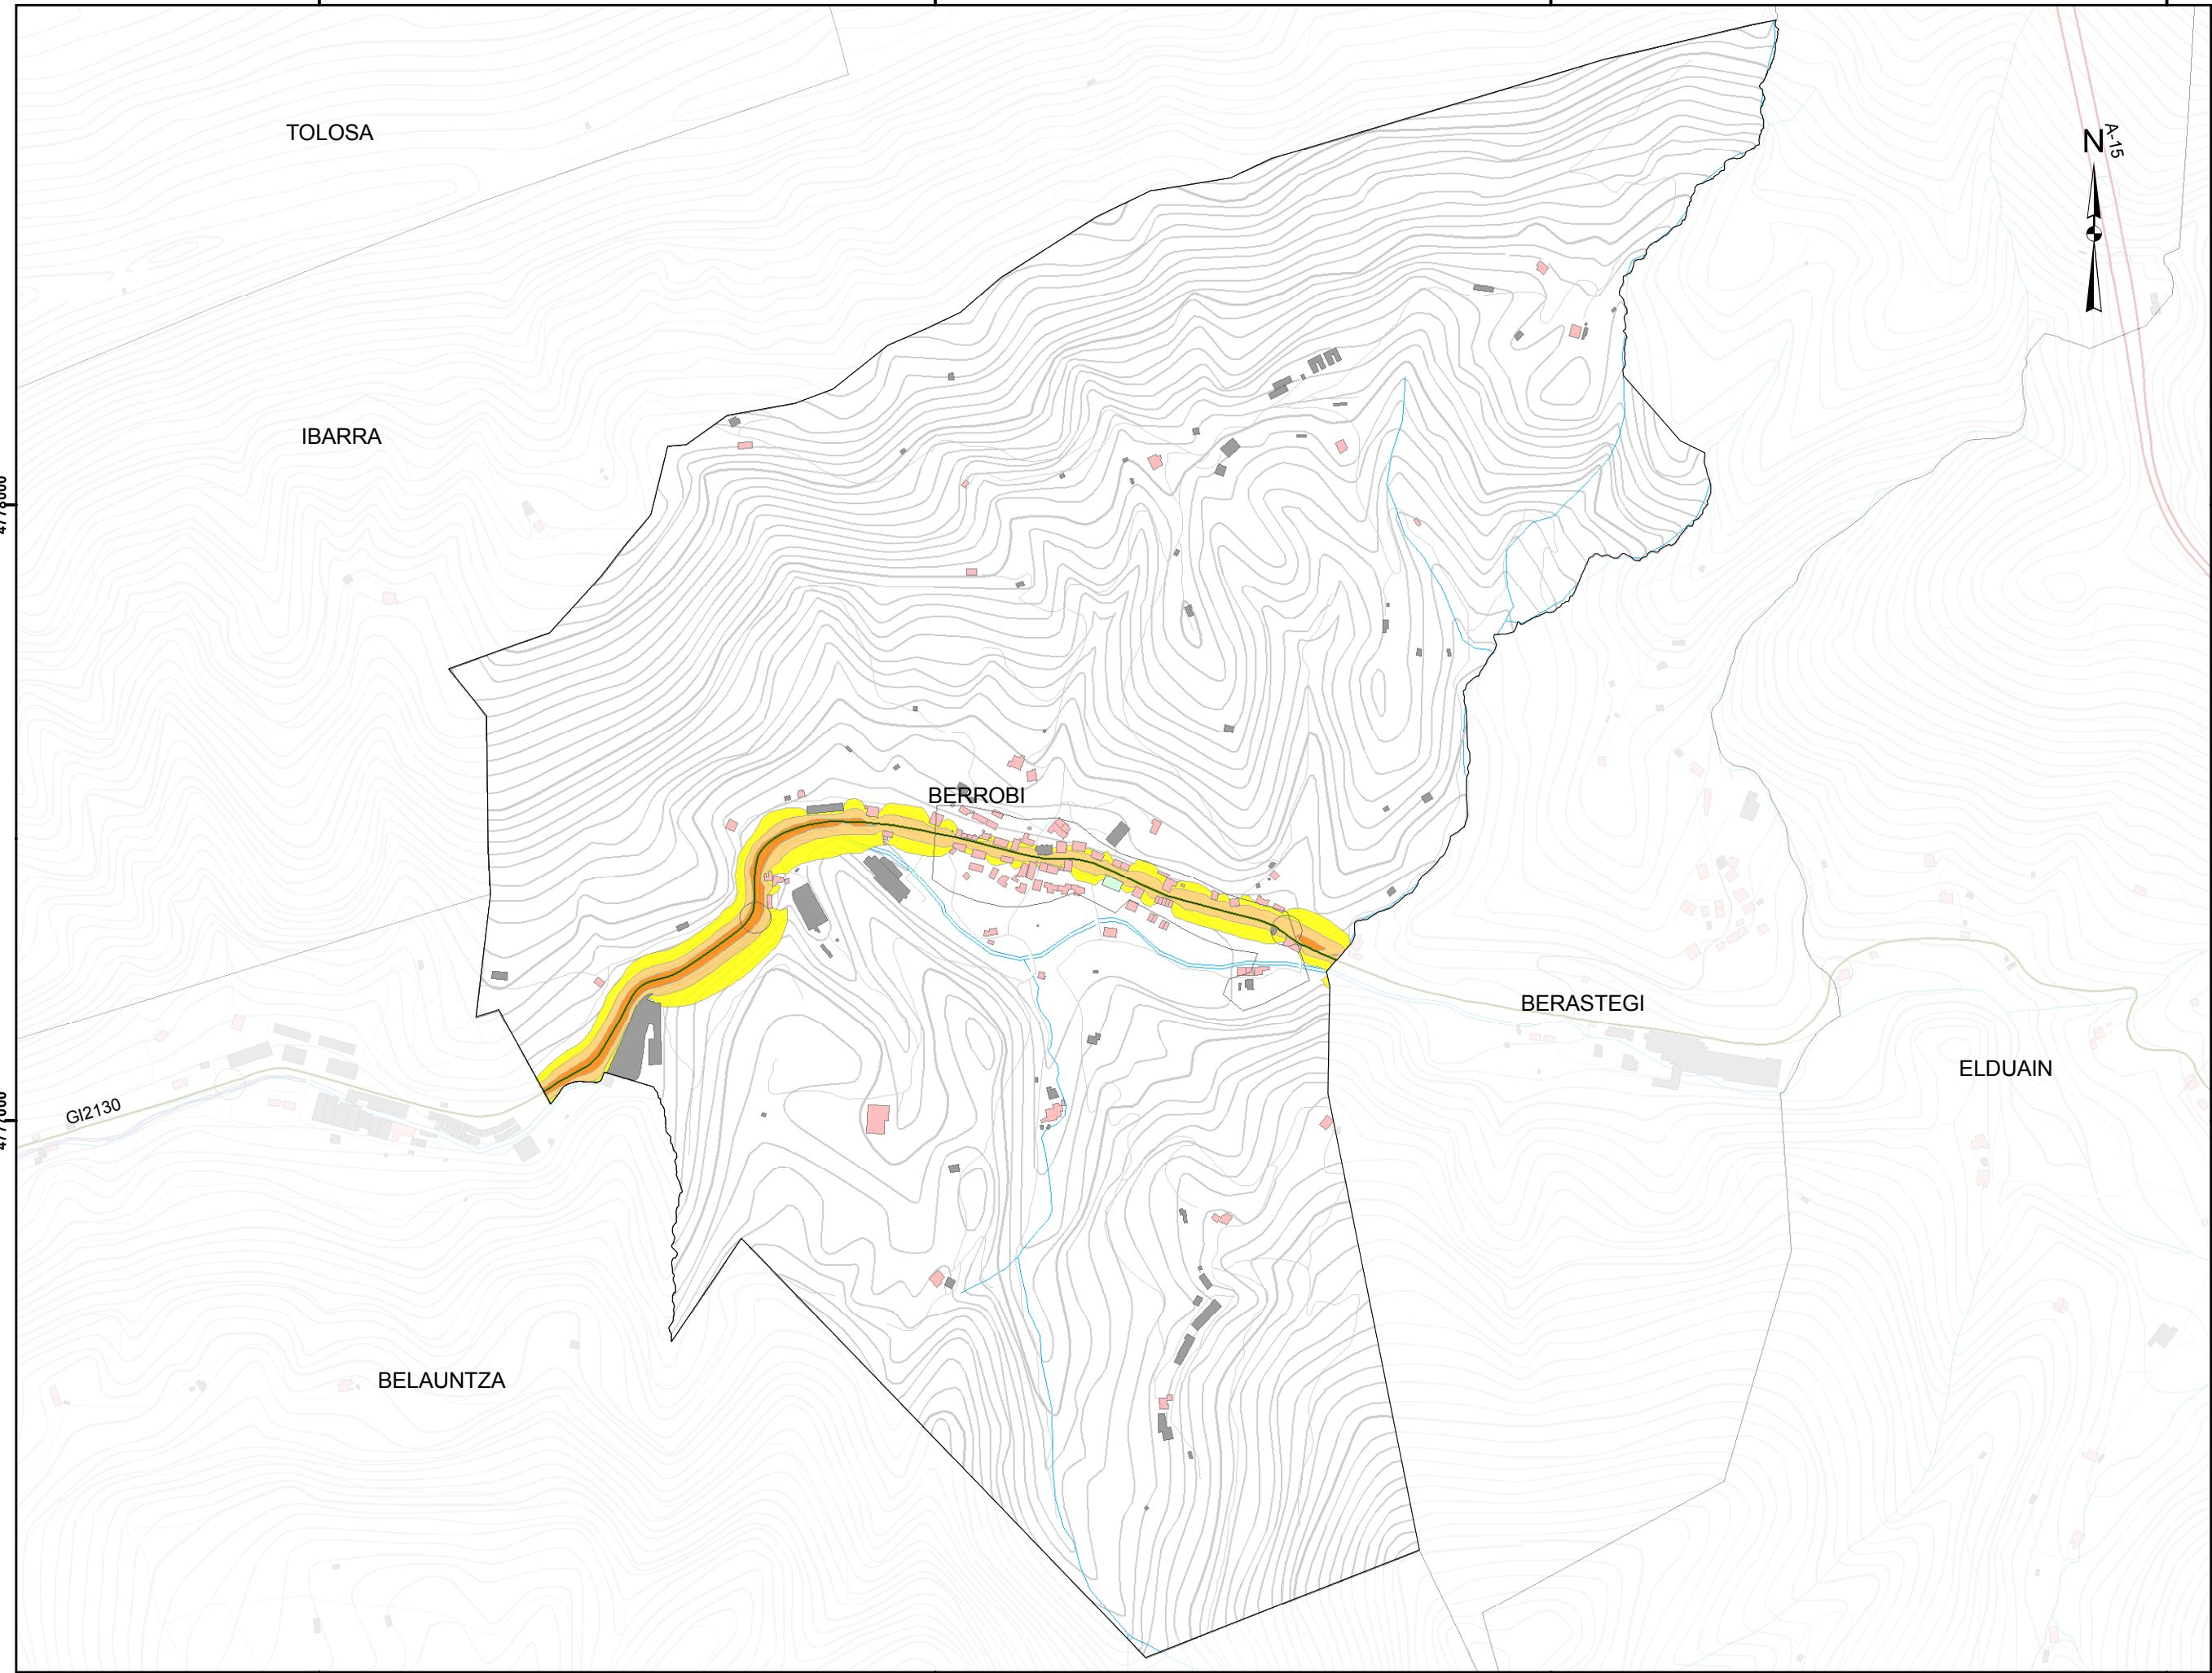 TOLOSA
N
A-15
IBARRA
BERROBI
BERASTEGI
ELDUAIN
GI2130
BELAUNTZA